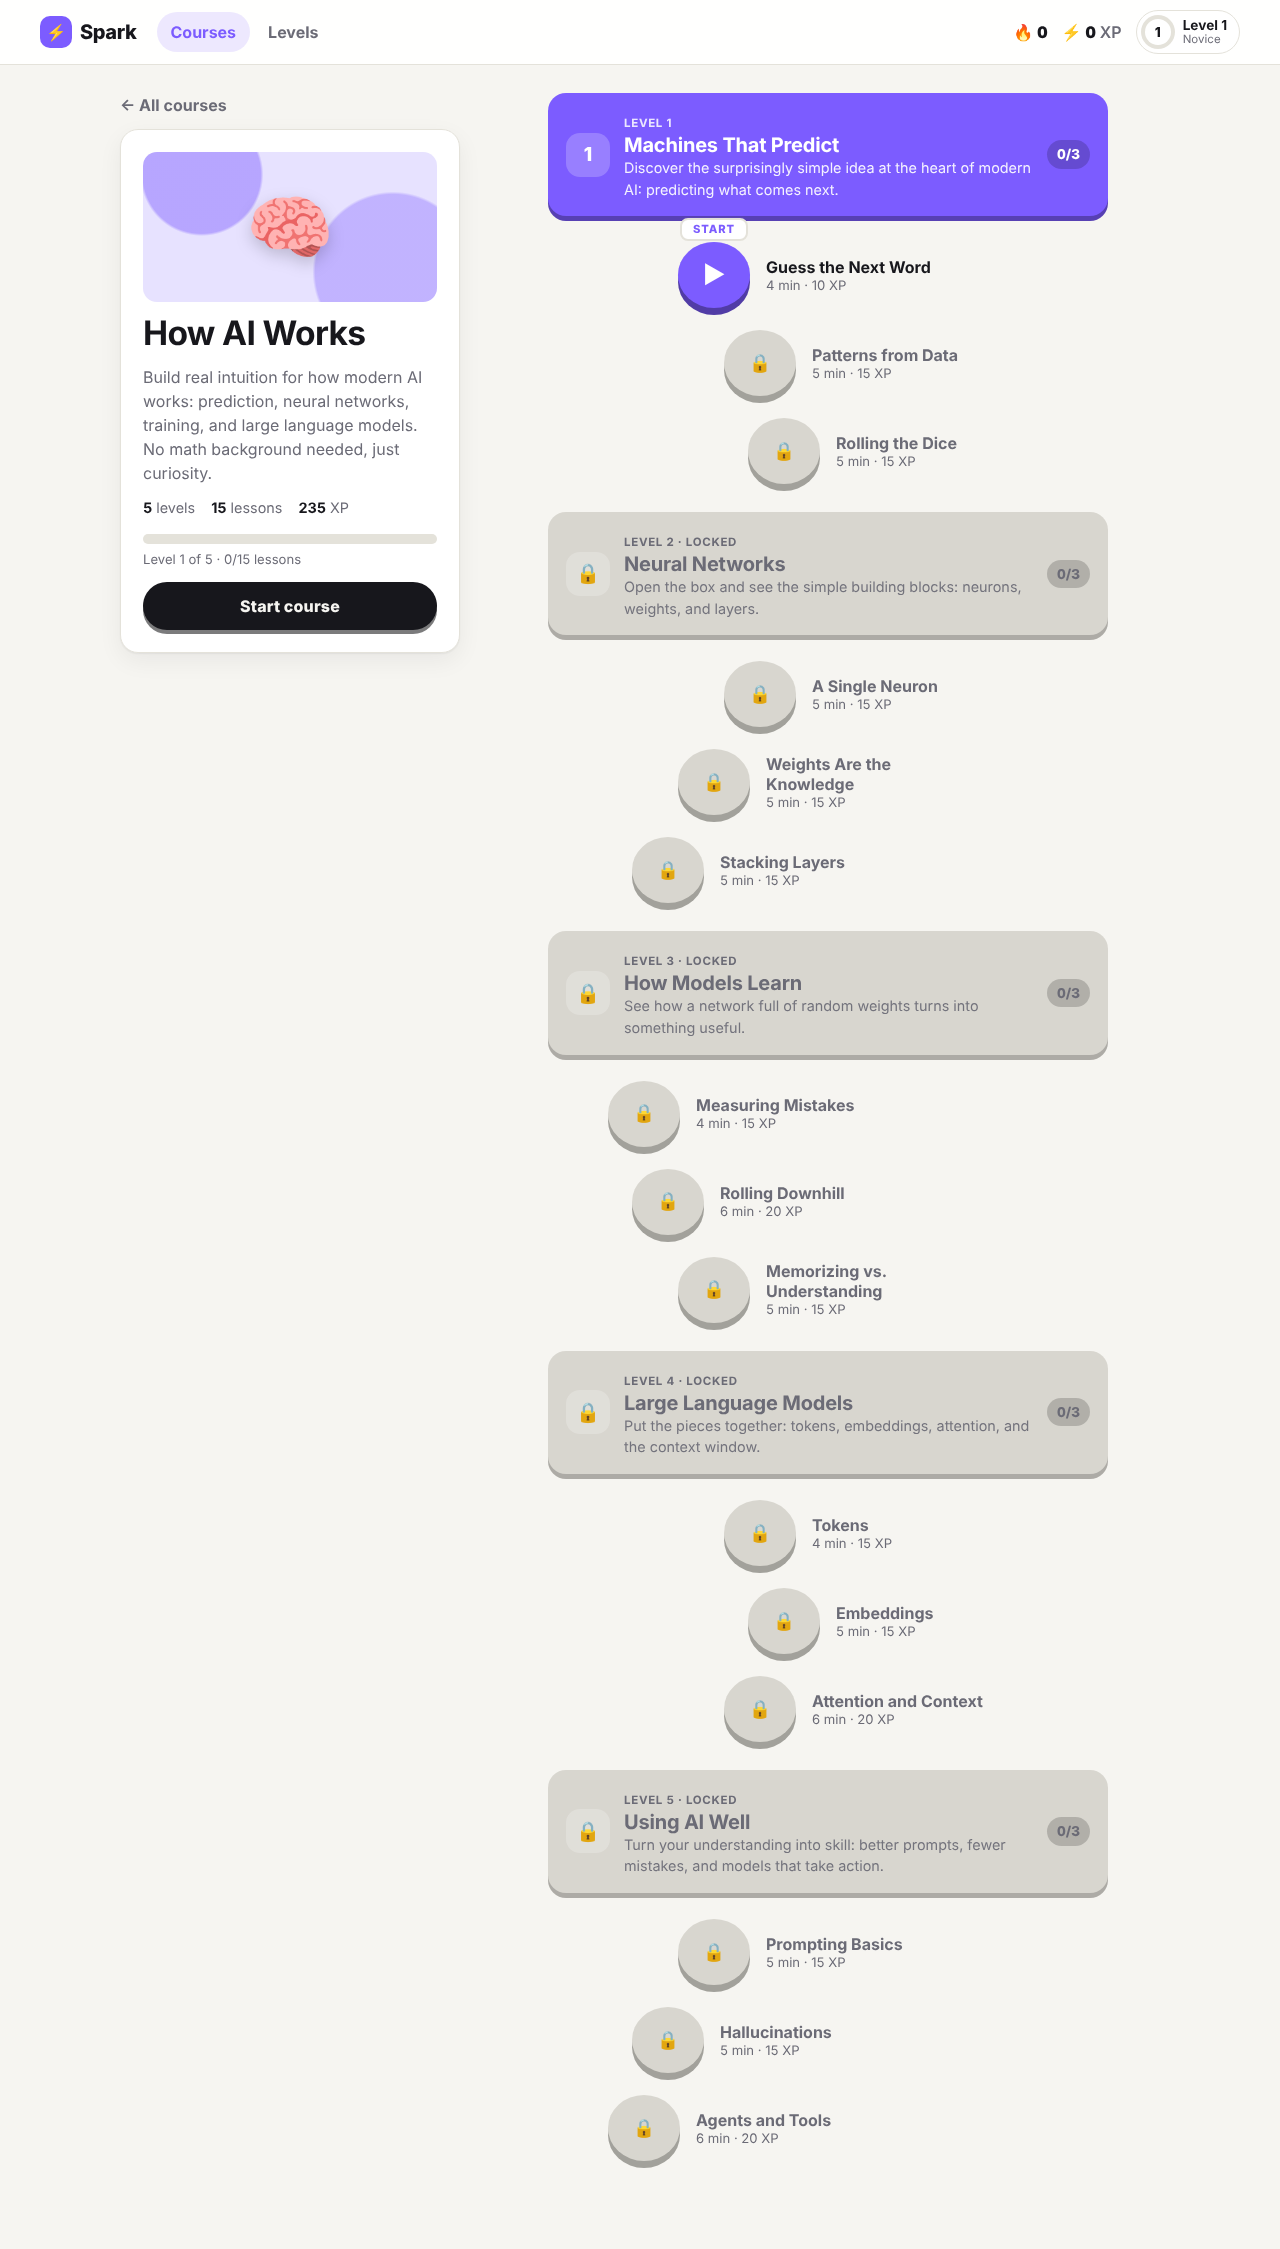 Spark
Courses
Levels
0
0 XP
1
Level 1
Novice
← All courses
How AI Works
Build real intuition for how modern AI
works: prediction, neural networks,
training, and large language models.
No math background needed, just
curiosity.
5 levels 15 lessons 235 XP
Level 1 of 5 · 0/15 lessons
Start course
1
LEVEL 1
Machines That Predict
Discover the surprisingly simple idea at the heart of modern
AI: predicting what comes next.
0/3
START
Guess the Next Word
4 min · 10 XP
Patterns from Data
5 min · 15 XP
Rolling the Dice
5 min · 15 XP
LEVEL 2 · LOCKED
Neural Networks
Open the box and see the simple building blocks: neurons,
weights, and layers.
0/3
A Single Neuron
5 min · 15 XP
Weights Are the
Knowledge
5 min · 15 XP
Stacking Layers
5 min · 15 XP
LEVEL 3 · LOCKED
How Models Learn
See how a network full of random weights turns into
something useful.
0/3
Measuring Mistakes
4 min · 15 XP
Rolling Downhill
6 min · 20 XP
Memorizing vs.
Understanding
5 min · 15 XP
LEVEL 4 · LOCKED
Large Language Models
Put the pieces together: tokens, embeddings, attention, and
the context window.
0/3
Tokens
4 min · 15 XP
Embeddings
5 min · 15 XP
Attention and Context
6 min · 20 XP
LEVEL 5 · LOCKED
Using AI Well
Turn your understanding into skill: better prompts, fewer
mistakes, and models that take action.
0/3
Prompting Basics
5 min · 15 XP
Hallucinations
5 min · 15 XP
Agents and Tools
6 min · 20 XP